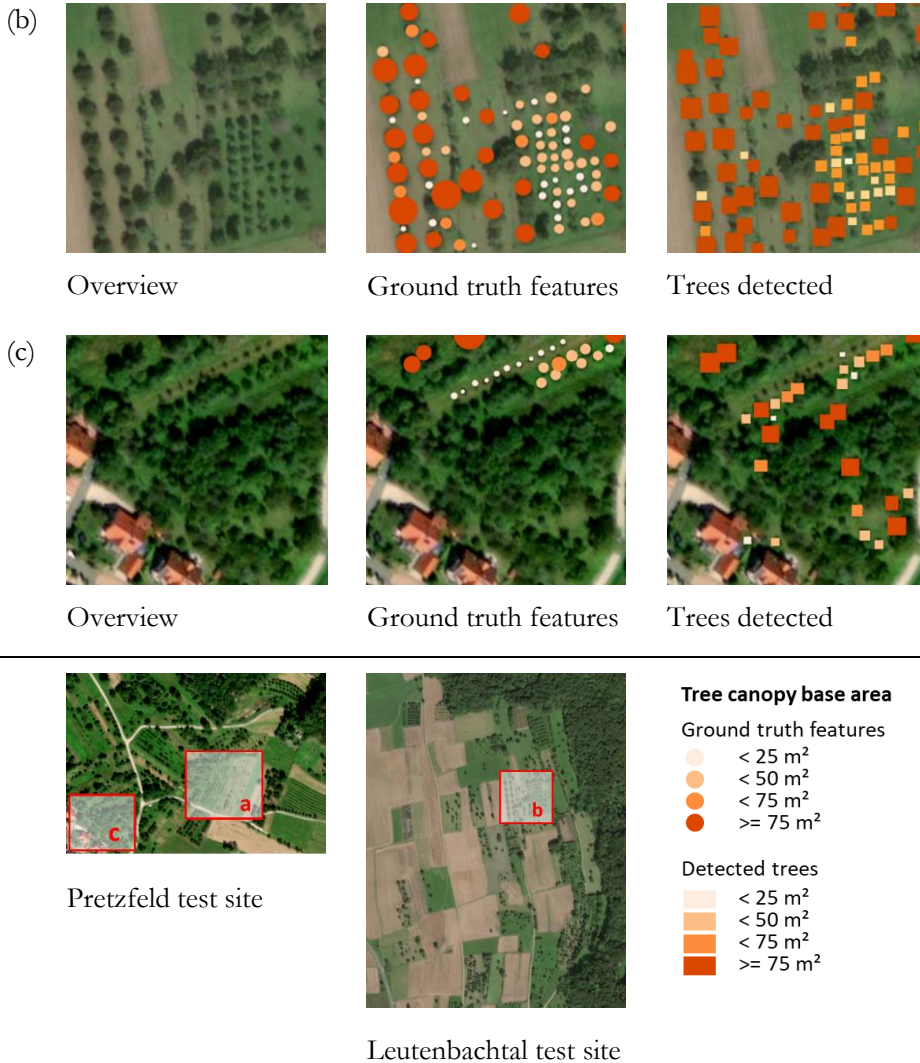 (b)
Overview
Ground truth features
Trees detected
(c)
Overview
Ground truth features
Trees detected
c
a
Pretzfeld test site
b
Leutenbachtal test site
Tree canopy base area
Ground truth features
< 25 m²
< 50 m²
< 75 m²
>= 75 m²
Detected trees
< 25 m²
< 50 m²
< 75 m²
>= 75 m²